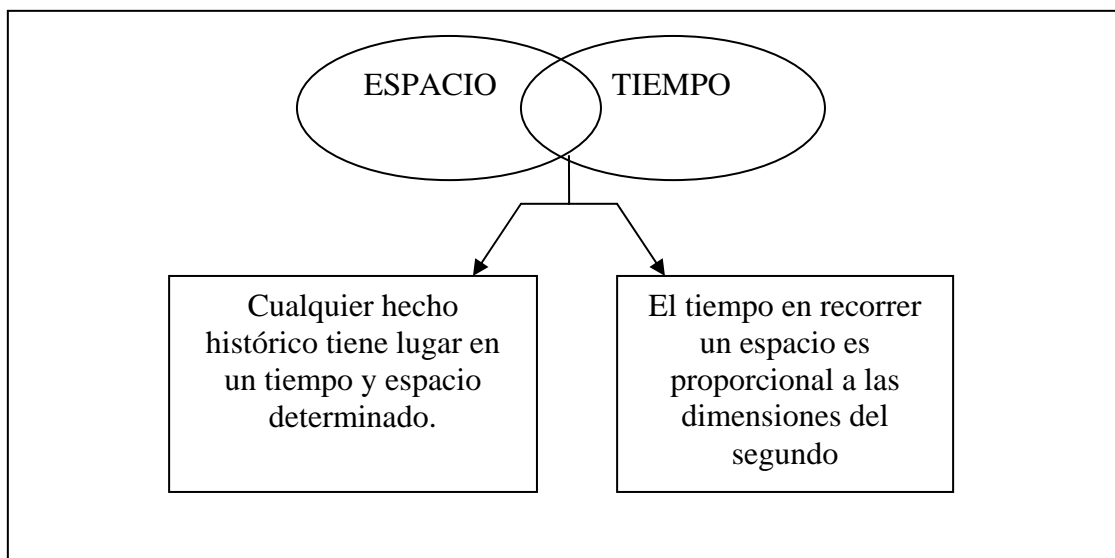 ESPACIO
TIEMPO
Cualquier hecho
histórico tiene lugar en
un tiempo y espacio
determinado.
El tiempo en recorrer
un espacio es
proporcional a las
dimensiones del
segundo